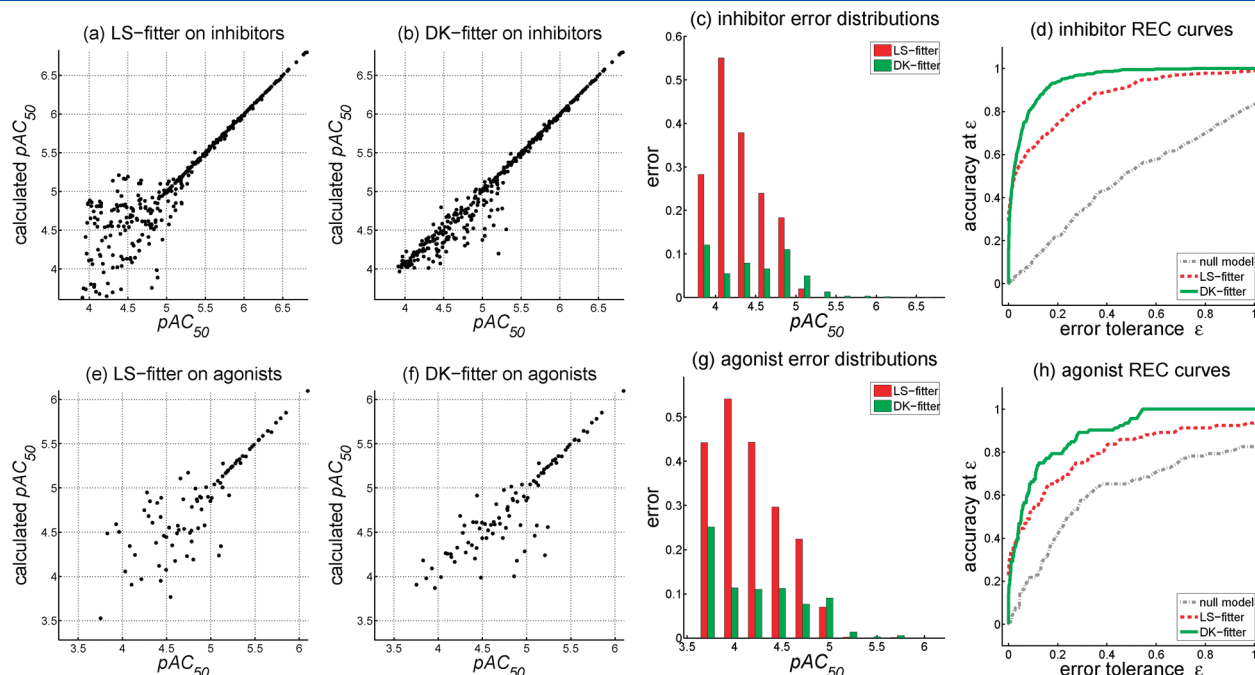 (a) LS-fitter on inhibitors
calculated pAC50
6.5
6
5.5
5
4.5
4
4 4.5 5 5.5 6 6.5
pAC50
(b) DK-fitter on inhibitors
calculated pAC50
6.5
6
5.5
5
4.5
4
4 4.5 5 5.5 6 6.5
pAC50
(c) inhibitor error distributions
LS-fitter
DK-fitter
error
0.6
0.5
0.4
0.3
0.2
0.1
0
4 4.5 5 5.5 6 6.5
pAC50
(d) inhibitor REC curves
accuracy at ε
1
0.8
0.6
0.4
0.2
0
null model
LS-fitter
DK-fitter
0 0.2 0.4 0.6 0.8 1
error tolerance ε
(e) LS-fitter on agonists
calculated pAC50
6
5.5
5
4.5
4
3.5
3.5 4 4.5 5 5.5 6
pAC50
(f) DK-fitter on agonists
calculated pAC50
6
5.5
5
4.5
4
3.5
3.5 4 4.5 5 5.5 6
pAC50
(g) agonist error distributions
LS-fitter
DK-fitter
error
0.5
0.4
0.3
0.2
0.1
0
3.5 4 4.5 5 5.5 6
pAC50
(h) agonist REC curves
accuracy at ε
1
0.8
0.6
0.4
0.2
0
null model
LS-fitter
DK-fitter
0 0.2 0.4 0.6 0.8 1
error tolerance ε